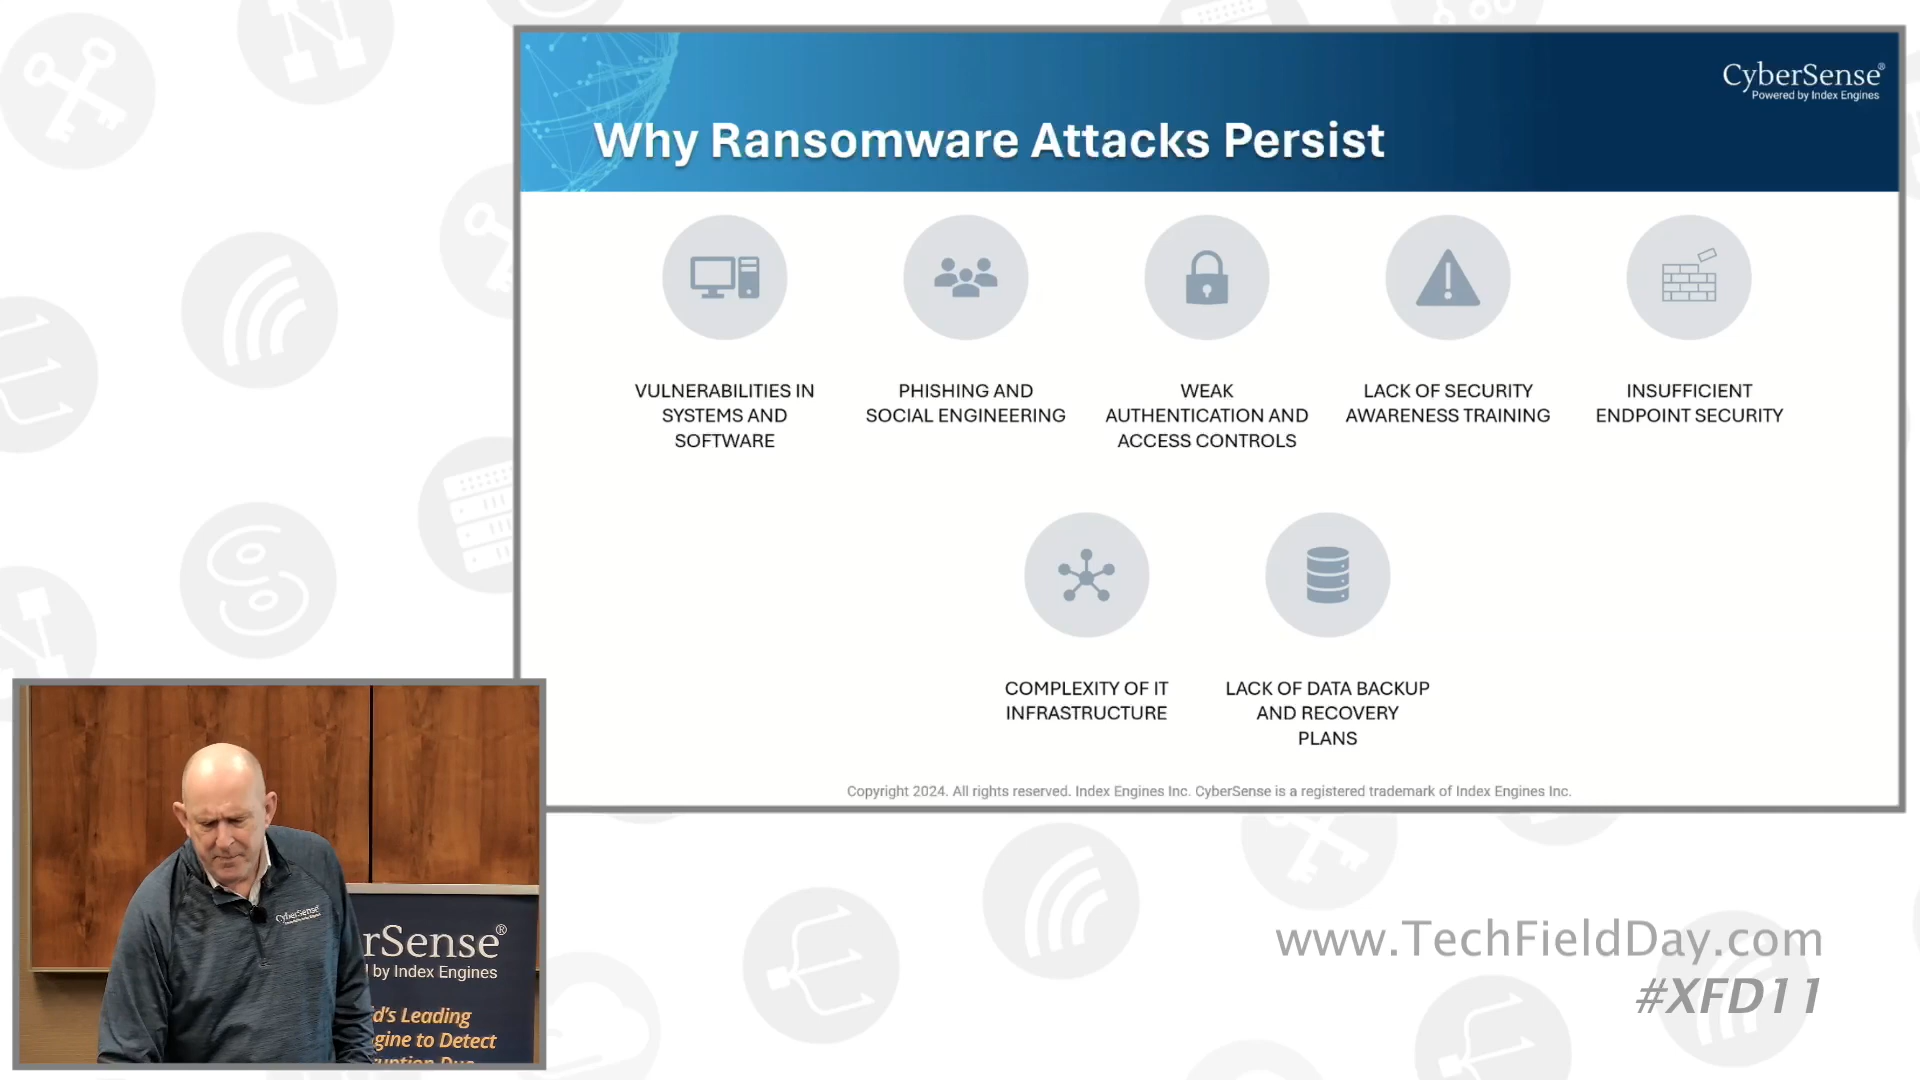 CyberSense®
Powered by Index Engines
Why Ransomware Attacks Persist
VULNERABILITIES IN
SYSTEMS AND
SOFTWARE
PHISHING AND
SOCIAL ENGINEERING
WEAK
AUTHENTICATION AND
ACCESS CONTROLS
LACK OF SECURITY
AWARENESS TRAINING
INSUFFICIENT
ENDPOINT SECURITY
COMPLEXITY OF IT
INFRASTRUCTURE
LACK OF DATA BACKUP
AND RECOVERY
PLANS
Copyright 2024. All rights reserved. Index Engines Inc. CyberSense is a registered trademark of Index Engines Inc.
CyberSense
rSense®
by Index Engines
d's Leading
gine to Detect
www.TechFieldDay.com
#XFD11